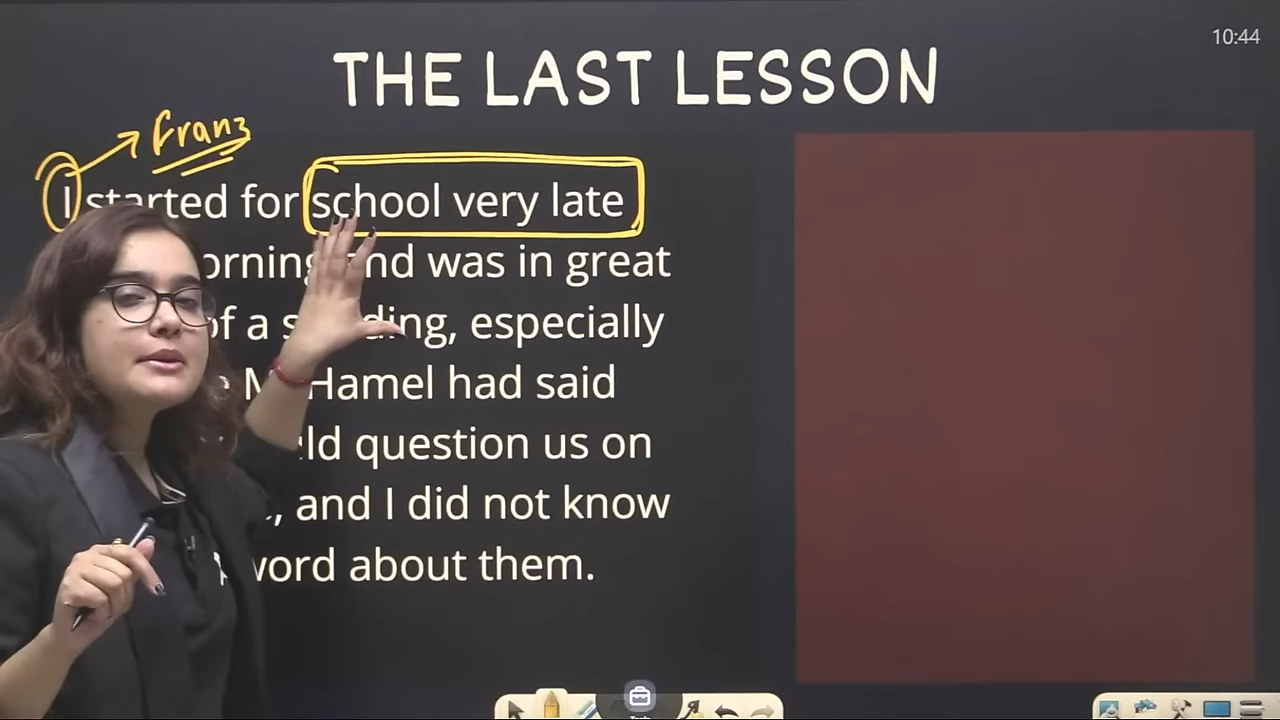 10:44
THE LAST LESSON
Franz
I started for school very late
orning and was in great
of a ding, especially
M Hamel had said
ld question us on
, and I did not know
word about them.